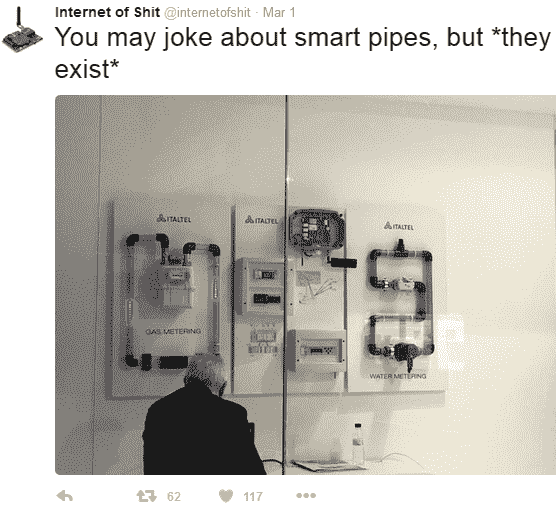 Internet of Shit @internetofshit · Mar 1
You may joke about smart pipes, but *they
exist*
ITALTEL
ITALTEL
ITALTEL
GAS METERING
WATER METERING
62
117